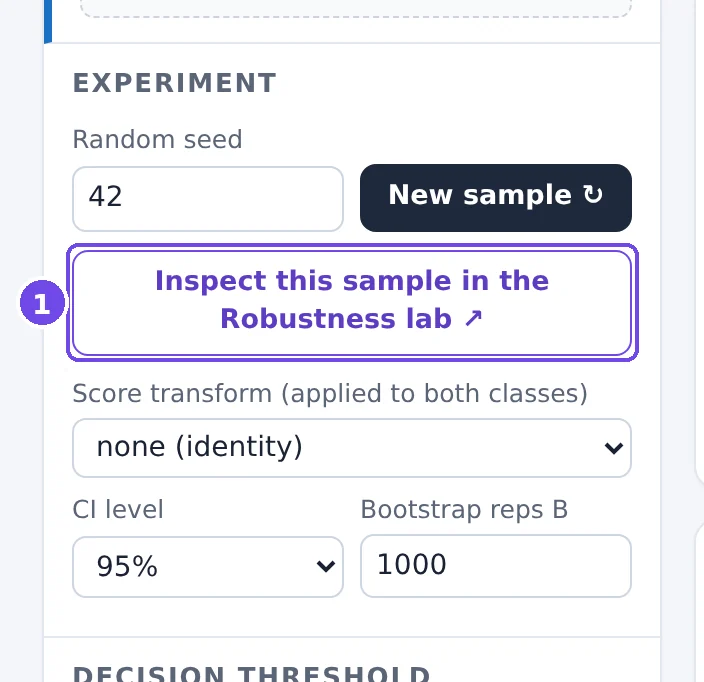 EXPERIMENT
Random seed
42
New sample ↻
1
Inspect this sample in the
Robustness lab ↗
Score transform (applied to both classes)
none (identity)
CI level
Bootstrap reps B
95%
1000
DECISION THRESHOLD